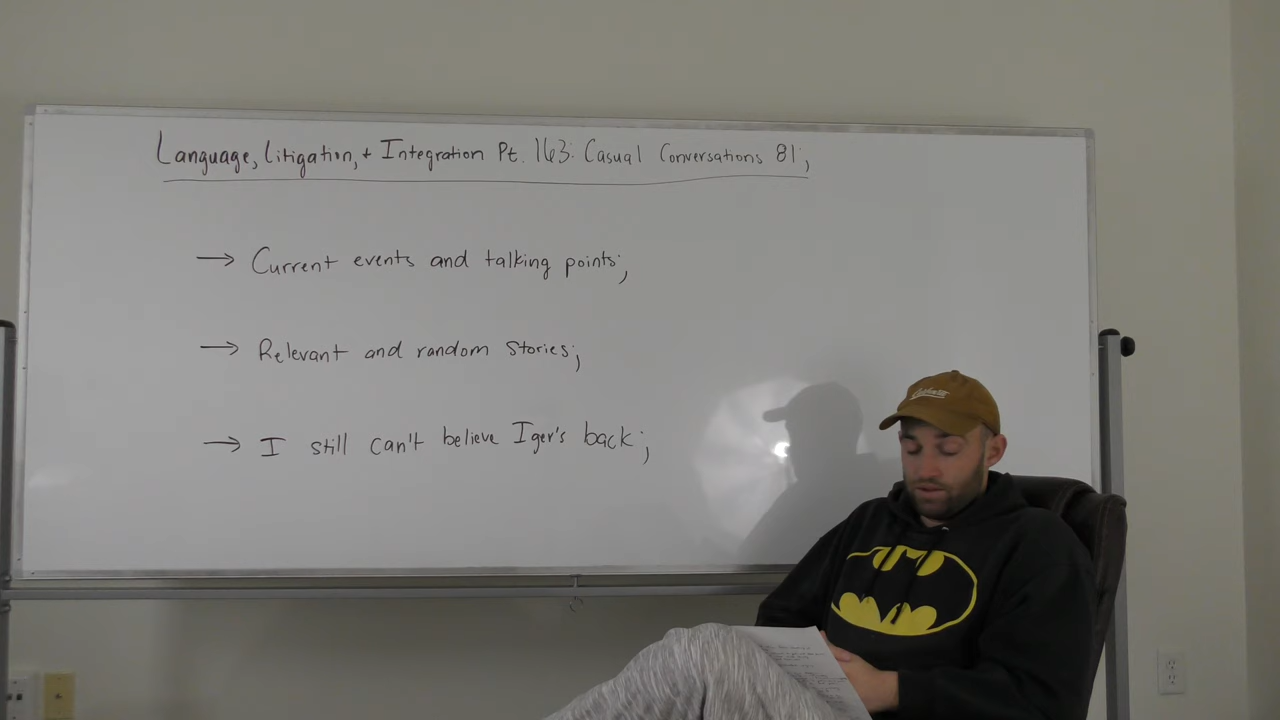 Language, Litigation, + Integration Pt. 163: Casual Conversations 81;
→ Current events and talking points;
→ Relevant and random stories;
→ I still can't believe Iger's back;
Carhartt